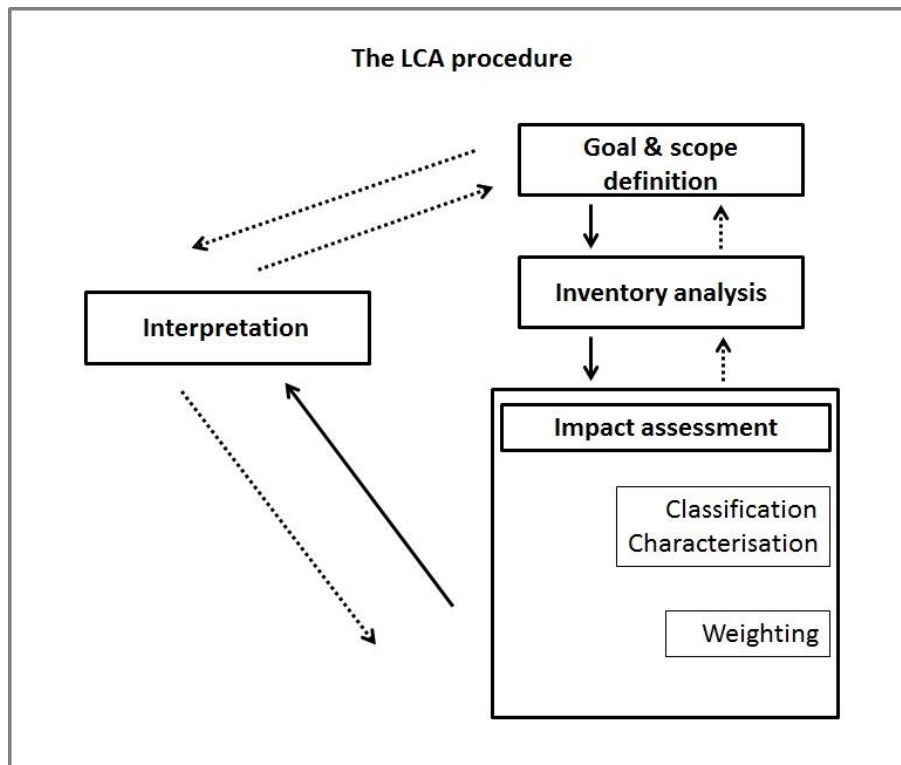 The LCA procedure
Goal & scope
definition
Inventory analysis
Interpretation
Impact assessment
Classification
Characterisation
Weighting